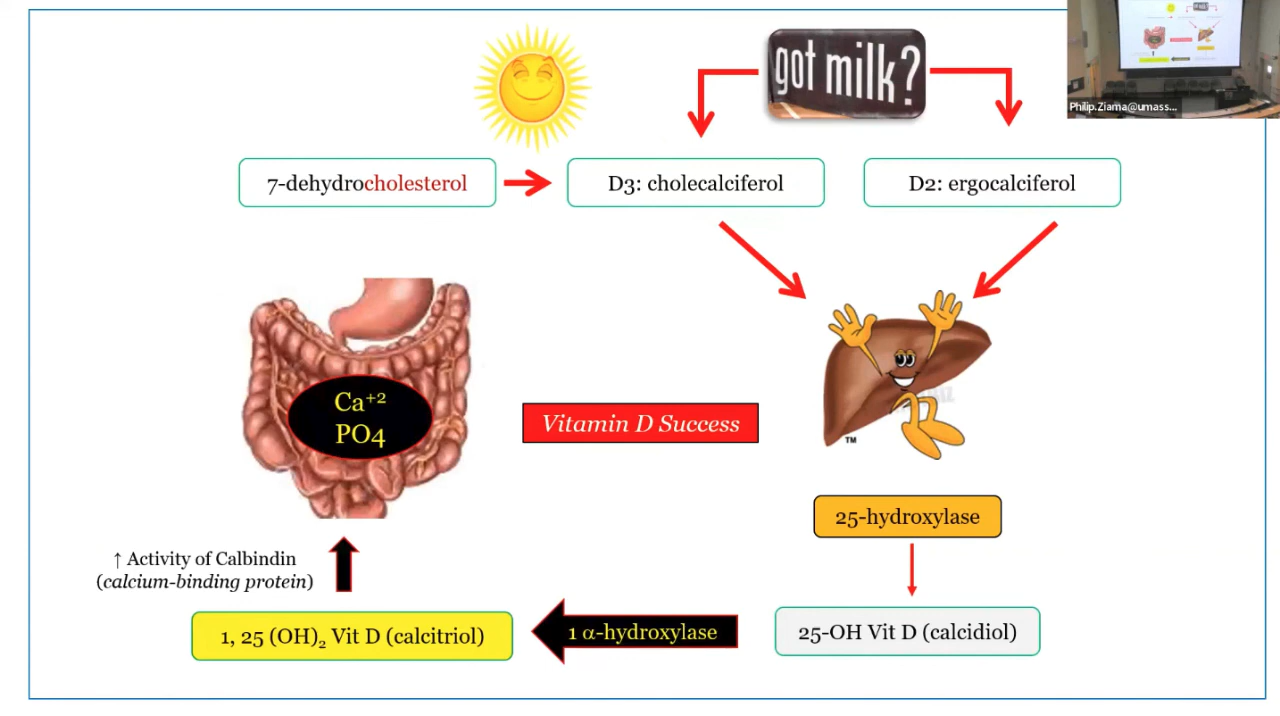 got milk?
Philip.Ziama@umass...
7-dehydrocholesterol
D3: cholecalciferol
D2: ergocalciferol
Ca⁺²
PO4
Vitamin D Success
TM
25-hydroxylase
↑ Activity of Calbindin
(calcium-binding protein)
1, 25 (OH)₂ Vit D (calcitriol)
1 α-hydroxylase
25-OH Vit D (calcidiol)